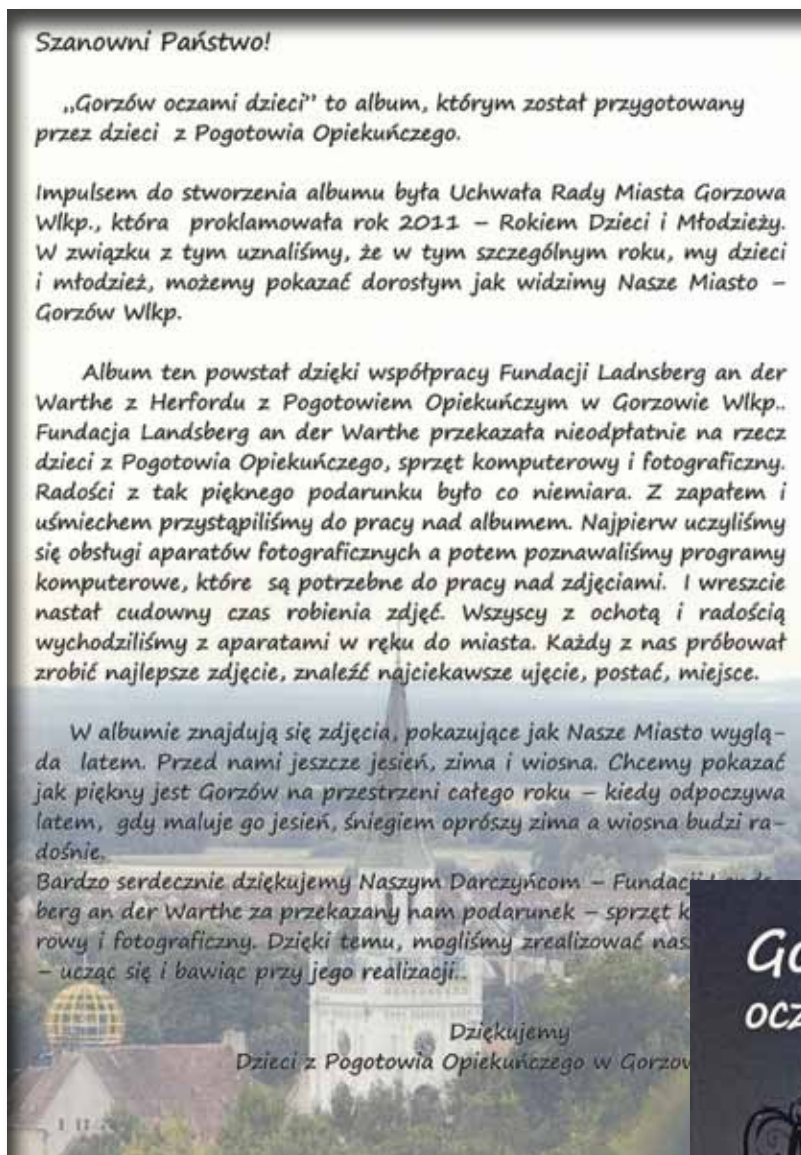 Szanowni Państwo!
„Gorzów oczami dzieci” to album, którym został przygotowany
przez dzieci z Pogotowia Opiekuńczego.
Impulsem do stworzenia albumu była Uchwała Rady Miasta Gorzowa
Wlkp., która proklamowała rok 2011 – Rokiem Dzieci i Młodzieży.
W związku z tym uznaliśmy, że w tym szczególnym roku, my dzieci
i młodzież, możemy pokazać dorosłym jak widzimy Nasze Miasto –
Gorzów Wlkp.
Album ten powstał dzięki współpracy Fundacji Ladnsberg an der
Warthe z Herfordu z Pogotowiem Opiekuńczym w Gorzowie Wlkp..
Fundacja Landsberg an der Warthe przekazała nieodpłatnie na rzecz
dzieci z Pogotowia Opiekuńczego, sprzęt komputerowy i fotograficzny.
Radości z tak pięknego podarunku było co niemiara. Z zapałem i
uśmiechem przystąpiliśmy do pracy nad albumem. Najpierw uczyliśmy
się obsługi aparatów fotograficznych a potem poznawaliśmy programy
komputerowe, które są potrzebne do pracy nad zdjęciami. I wreszcie
nastał cudowny czas robienia zdjęć. Wszyscy z ochotą i radością
wychodziliśmy z aparatami w ręku do miasta. Każdy z nas próbował
zrobić najlepsze zdjęcie, znaleźć najciekawsze ujęcie, postać, miejsce.
W albumie znajdują się zdjęcia, pokazujące jak Nasze Miasto wyglą-
da latem. Przed nami jeszcze jesień, zima i wiosna. Chcemy pokazać
jak piękny jest Gorzów na przestrzeni całego roku – kiedy odpoczywa
latem, gdy maluje go jesień, śniegiem oprószy zima a wiosna budzi ra-
dośnie.
Bardzo serdecznie dziękujemy Naszym Darczyńcom – Fundacji
berg an der Warthe za przekazany nam podarunek – sprzęt k
rowy i fotograficzny. Dzięki temu, mogliśmy zrealizować nas
– ucząc się i bawiąc przy jego realizacji..
Dziękujemy
Dzieci z Pogotowia Opiekuńczego w Gorzow
Go
ocz